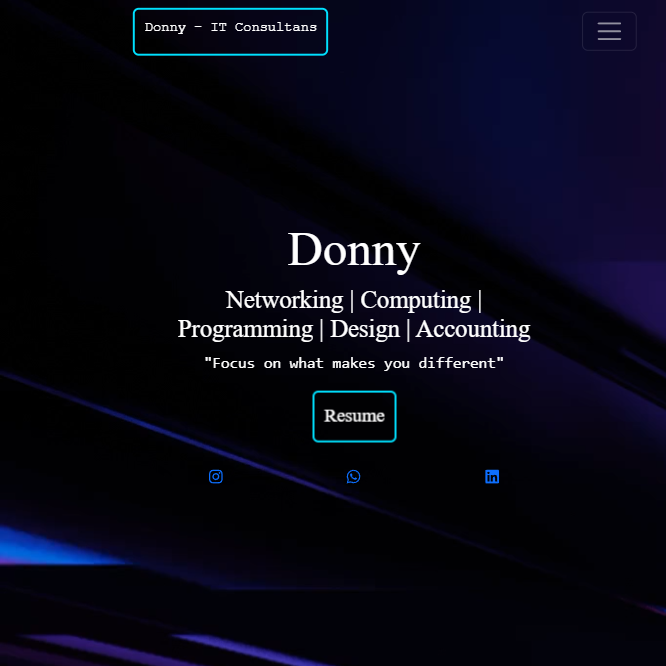 Donny - IT Consultans
Donny
Networking | Computing |
Programming | Design | Accounting
"Focus on what makes you different"
Resume